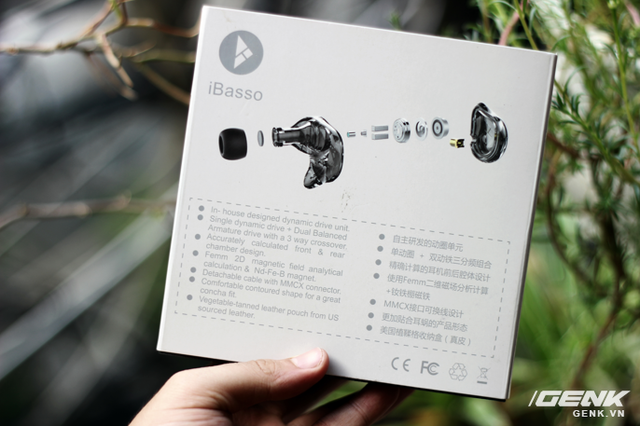 iBasso
In- house designed dynamic drive unit.
Single dynamic drive + Dual Balanced
Armature drive with a 3 way crossover.
Accurately calculated front & rear
chamber design.
Femm 2D magnetic field analytical
calculation & Nd-Fe-B magnet.
Detachable cable with MMCX connector.
Comfortable contoured shape for a great
concha fit.
Vegetable-tanned leather pouch from US
sourced leather.
自主研发的动圈单元
单动圈 + 双动铁三分频组合
精确计算的耳机前后腔体设计
使用Femm二维磁场分析计算
+钕铁硼磁铁
MMCX接口可换线设计
更加贴合耳蜗的产品形态
美国植鞣格收纳盒（真皮）
CE FC
GENK
GENK.VN